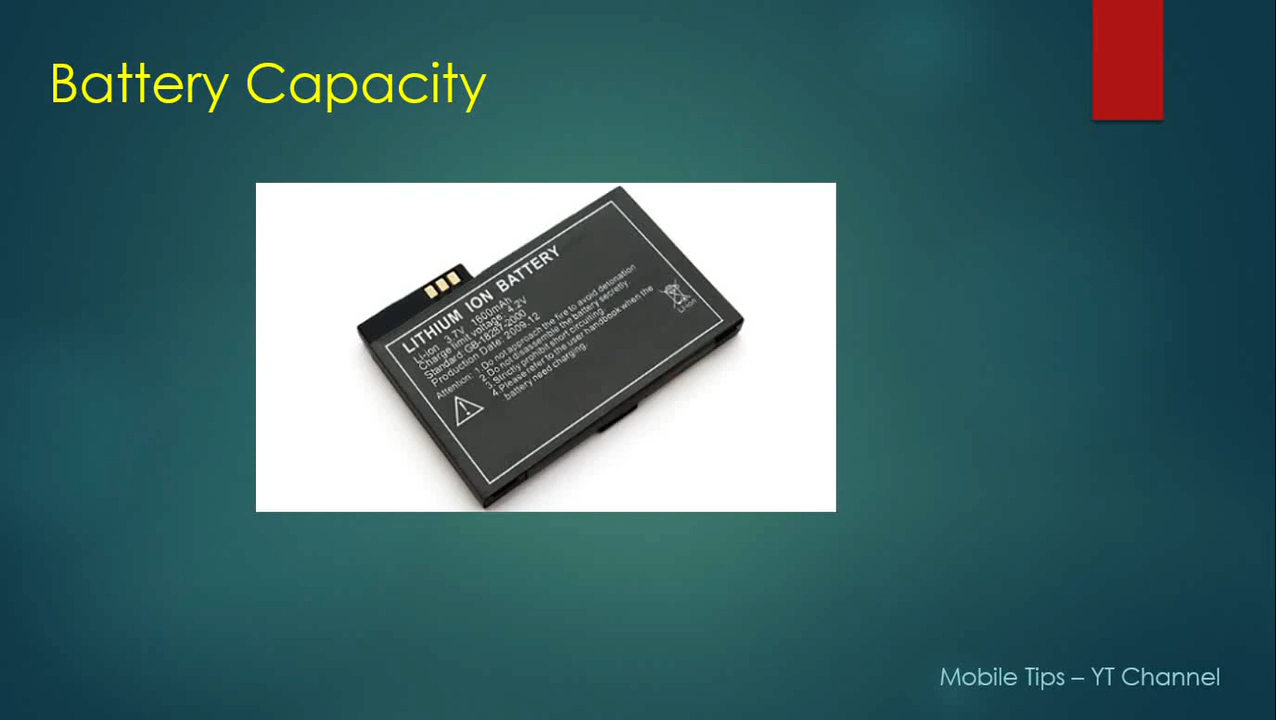 Battery Capacity
LITHIUM ION BATTERY
Li-ion 3.7V 1600mAh
Charge limit voltage: 4.2V
Standard: GB-18287-2000
Production Date: 2009.12
Attention: 1.Do not approach the fire to avoid detonation
2.Do not disassemble the battery secretly.
3.Strictly prohibit short circuiting
4.Please refer to the user handbook when the
battery need charging.
Li-ion
Mobile Tips – YT Channel